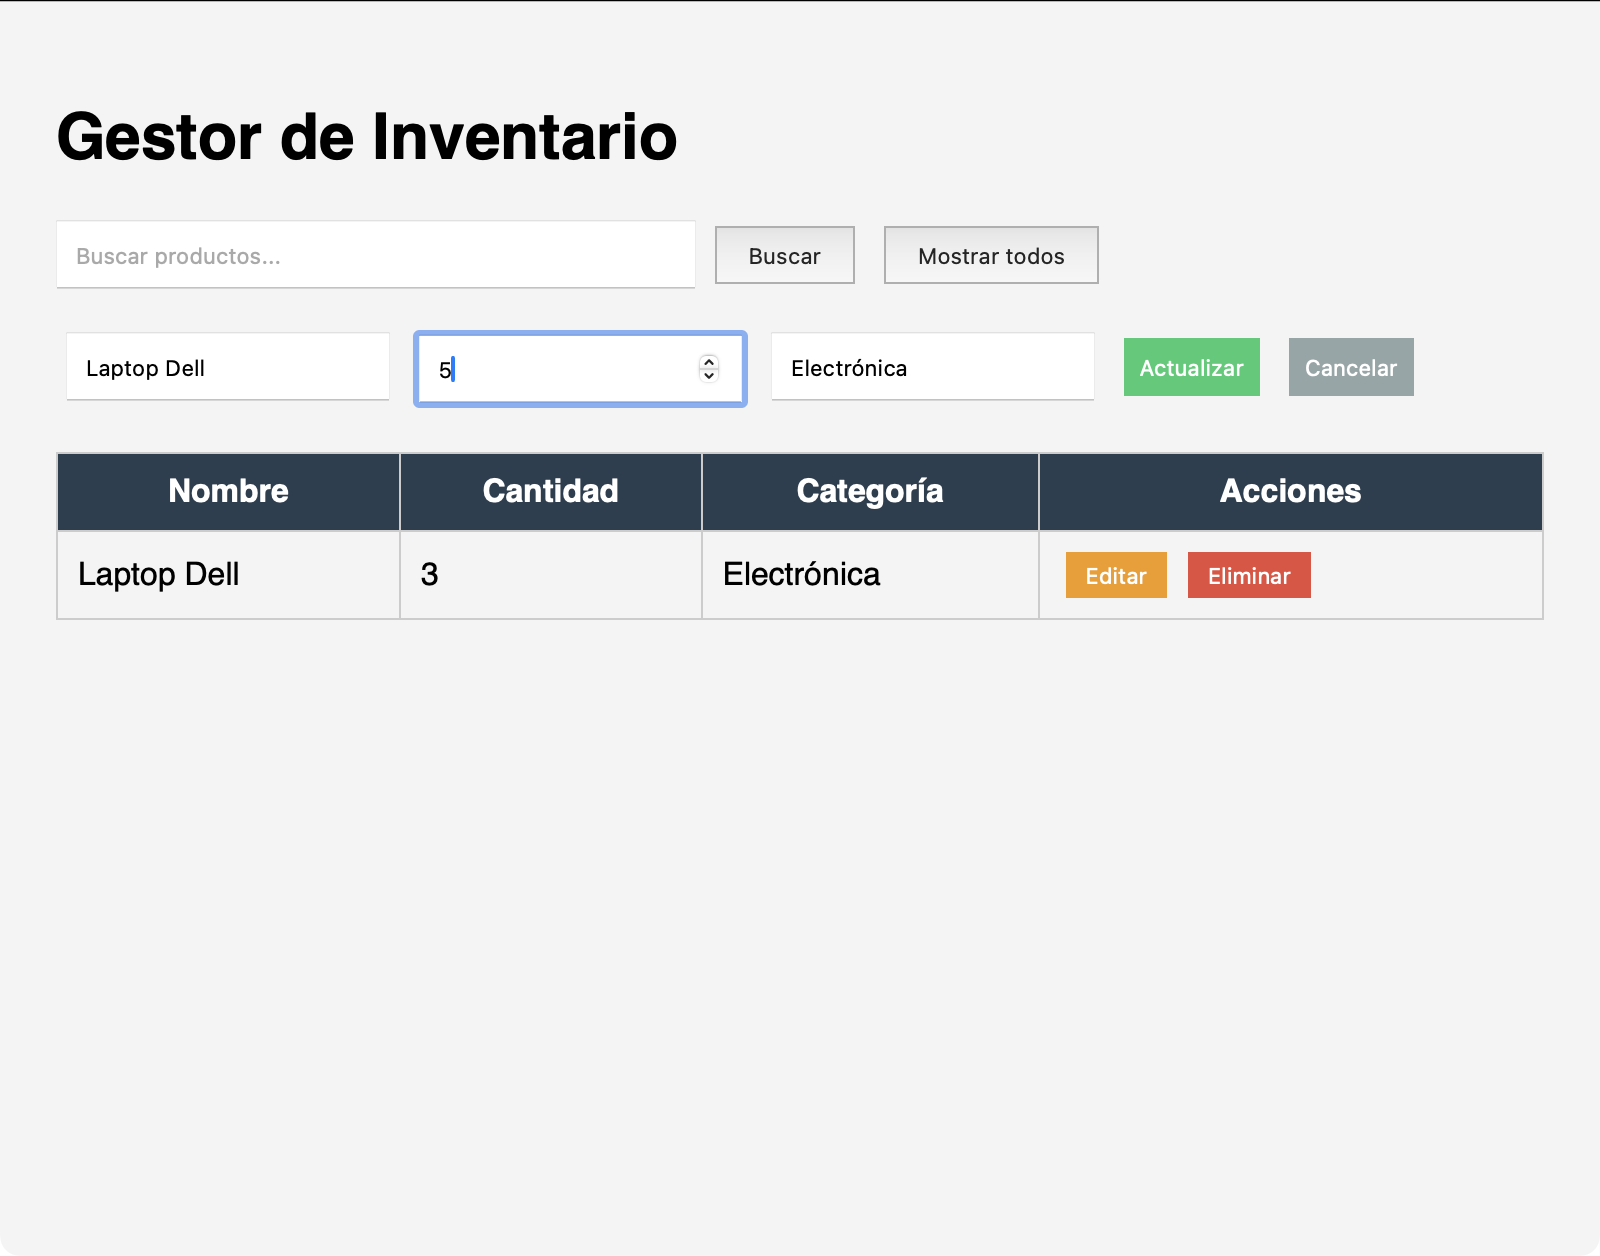 Gestor de Inventario
Buscar productos... Buscar Mostrar todos
Laptop Dell 5 Electrónica Actualizar Cancelar
Nombre Cantidad Categoría Acciones
Laptop Dell 3 Electrónica Editar Eliminar